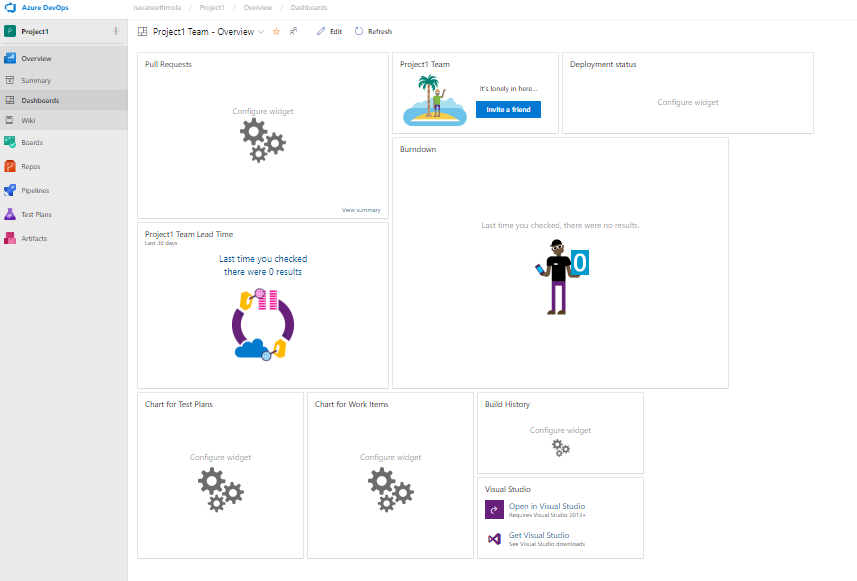 Azure DevOps
navaneethmola / Project1 / Overview / Dashboards
P Project1 +
Project1 Team - Overview
Edit
Refresh
Overview
Summary
Dashboards
Wiki
Boards
Repos
Pipelines
Test Plans
Artifacts
Pull Requests
Configure widget
View summary
Project1 Team
It's lonely in here...
Invite a friend
Deployment status
Configure widget
Burndown
Last time you checked, there were no results.
0
Project1 Team Lead Time
Last 30 days
Last time you checked
there were 0 results
Chart for Test Plans
Configure widget
Chart for Work Items
Configure widget
Build History
Configure widget
Visual Studio
Open in Visual Studio
Requires Visual Studio 2013+
Get Visual Studio
See Visual Studio downloads